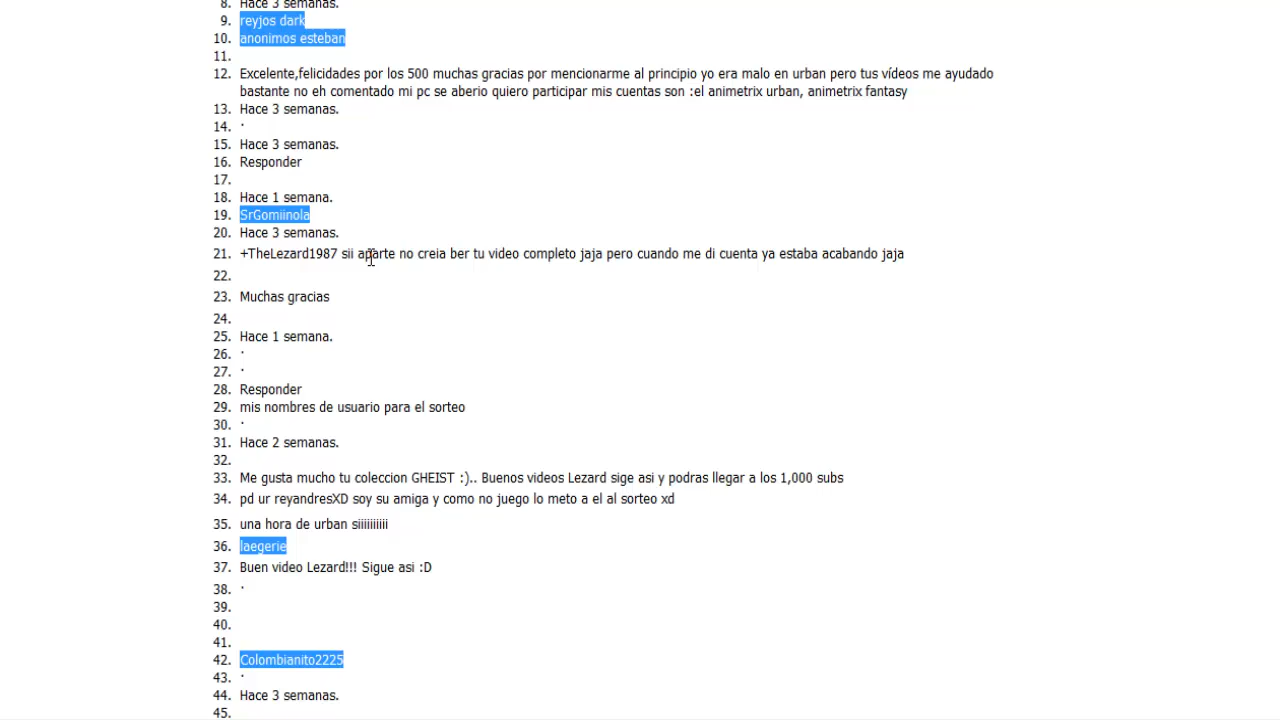 8. Hace 3 semanas.
9. reyjos dark
10. anonimos esteban
11.
12. Excelente,felicidades por los 500 muchas gracias por mencionarme al principio yo era malo en urban pero tus vídeos me ayudado
bastante no eh comentado mi pc se aberio quiero participar mis cuentas son :el animetrix urban, animetrix fantasy
13. Hace 3 semanas.
14. ·
15. Hace 3 semanas.
16. Responder
17.
18. Hace 1 semana.
19. SrGomiinola
20. Hace 3 semanas.
21. +TheLezard1987 sii aparte no creia ber tu video completo jaja pero cuando me di cuenta ya estaba acabando jaja
22.
23. Muchas gracias
24.
25. Hace 1 semana.
26. ·
27. ·
28. Responder
29. mis nombres de usuario para el sorteo
30. ·
31. Hace 2 semanas.
32.
33. Me gusta mucho tu coleccion GHEIST :).. Buenos videos Lezard sige asi y podras llegar a los 1,000 subs
34. pd ur reyandresXD soy su amiga y como no juego lo meto a el al sorteo xd
35. una hora de urban siiiiiiiiii
36. laegerie
37. Buen video Lezard!!! Sigue asi :D
38. ·
39.
40.
41.
42. Colombianito2225
43. ·
44. Hace 3 semanas.
45.